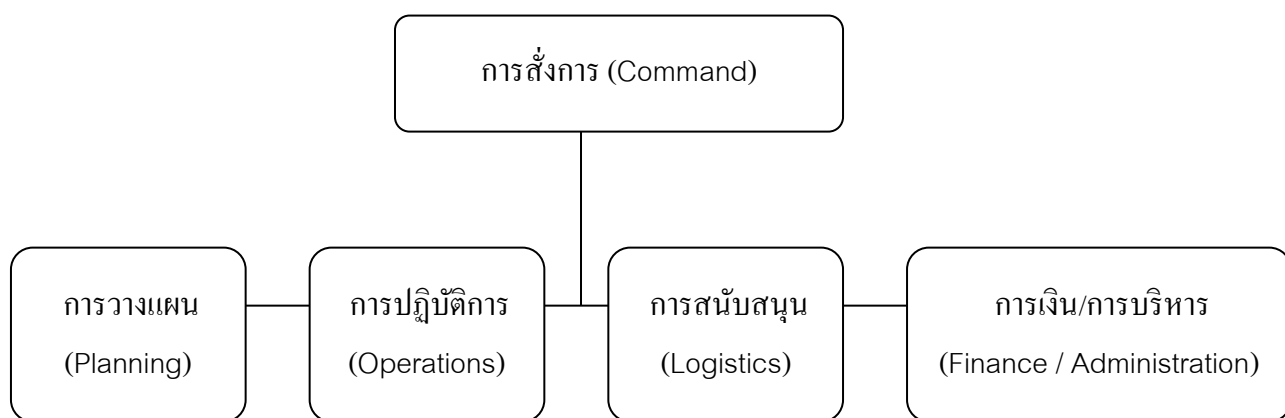 การสั่งการ (Command)
การวางแผน
(Planning)
การปฏิบัติการ
(Operations)
การสนับสนุน
(Logistics)
การเงิน/การบริหาร
(Finance / Administration)